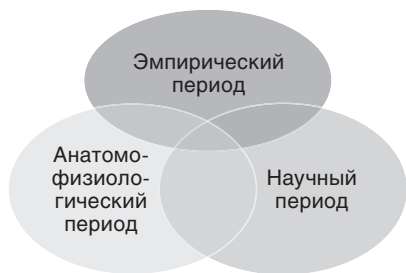 Эмпирический
период
Анатомо-
физиоло-
гический
период
Научный
период